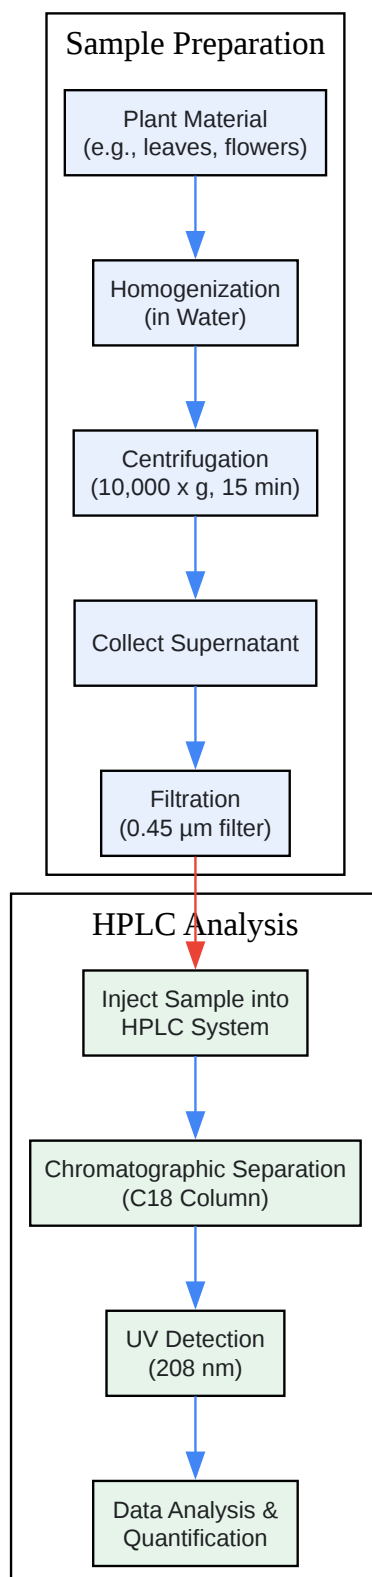 Sample Preparation
Plant Material
(e.g., leaves, flowers)
Homogenization
(in Water)
Centrifugation
(10,000 x g, 15 min)
Collect Supernatant
Filtration
(0.45 µm filter)
HPLC Analysis
Inject Sample into
HPLC System
Chromatographic Separation
(C18 Column)
UV Detection
(208 nm)
Data Analysis &
Quantification